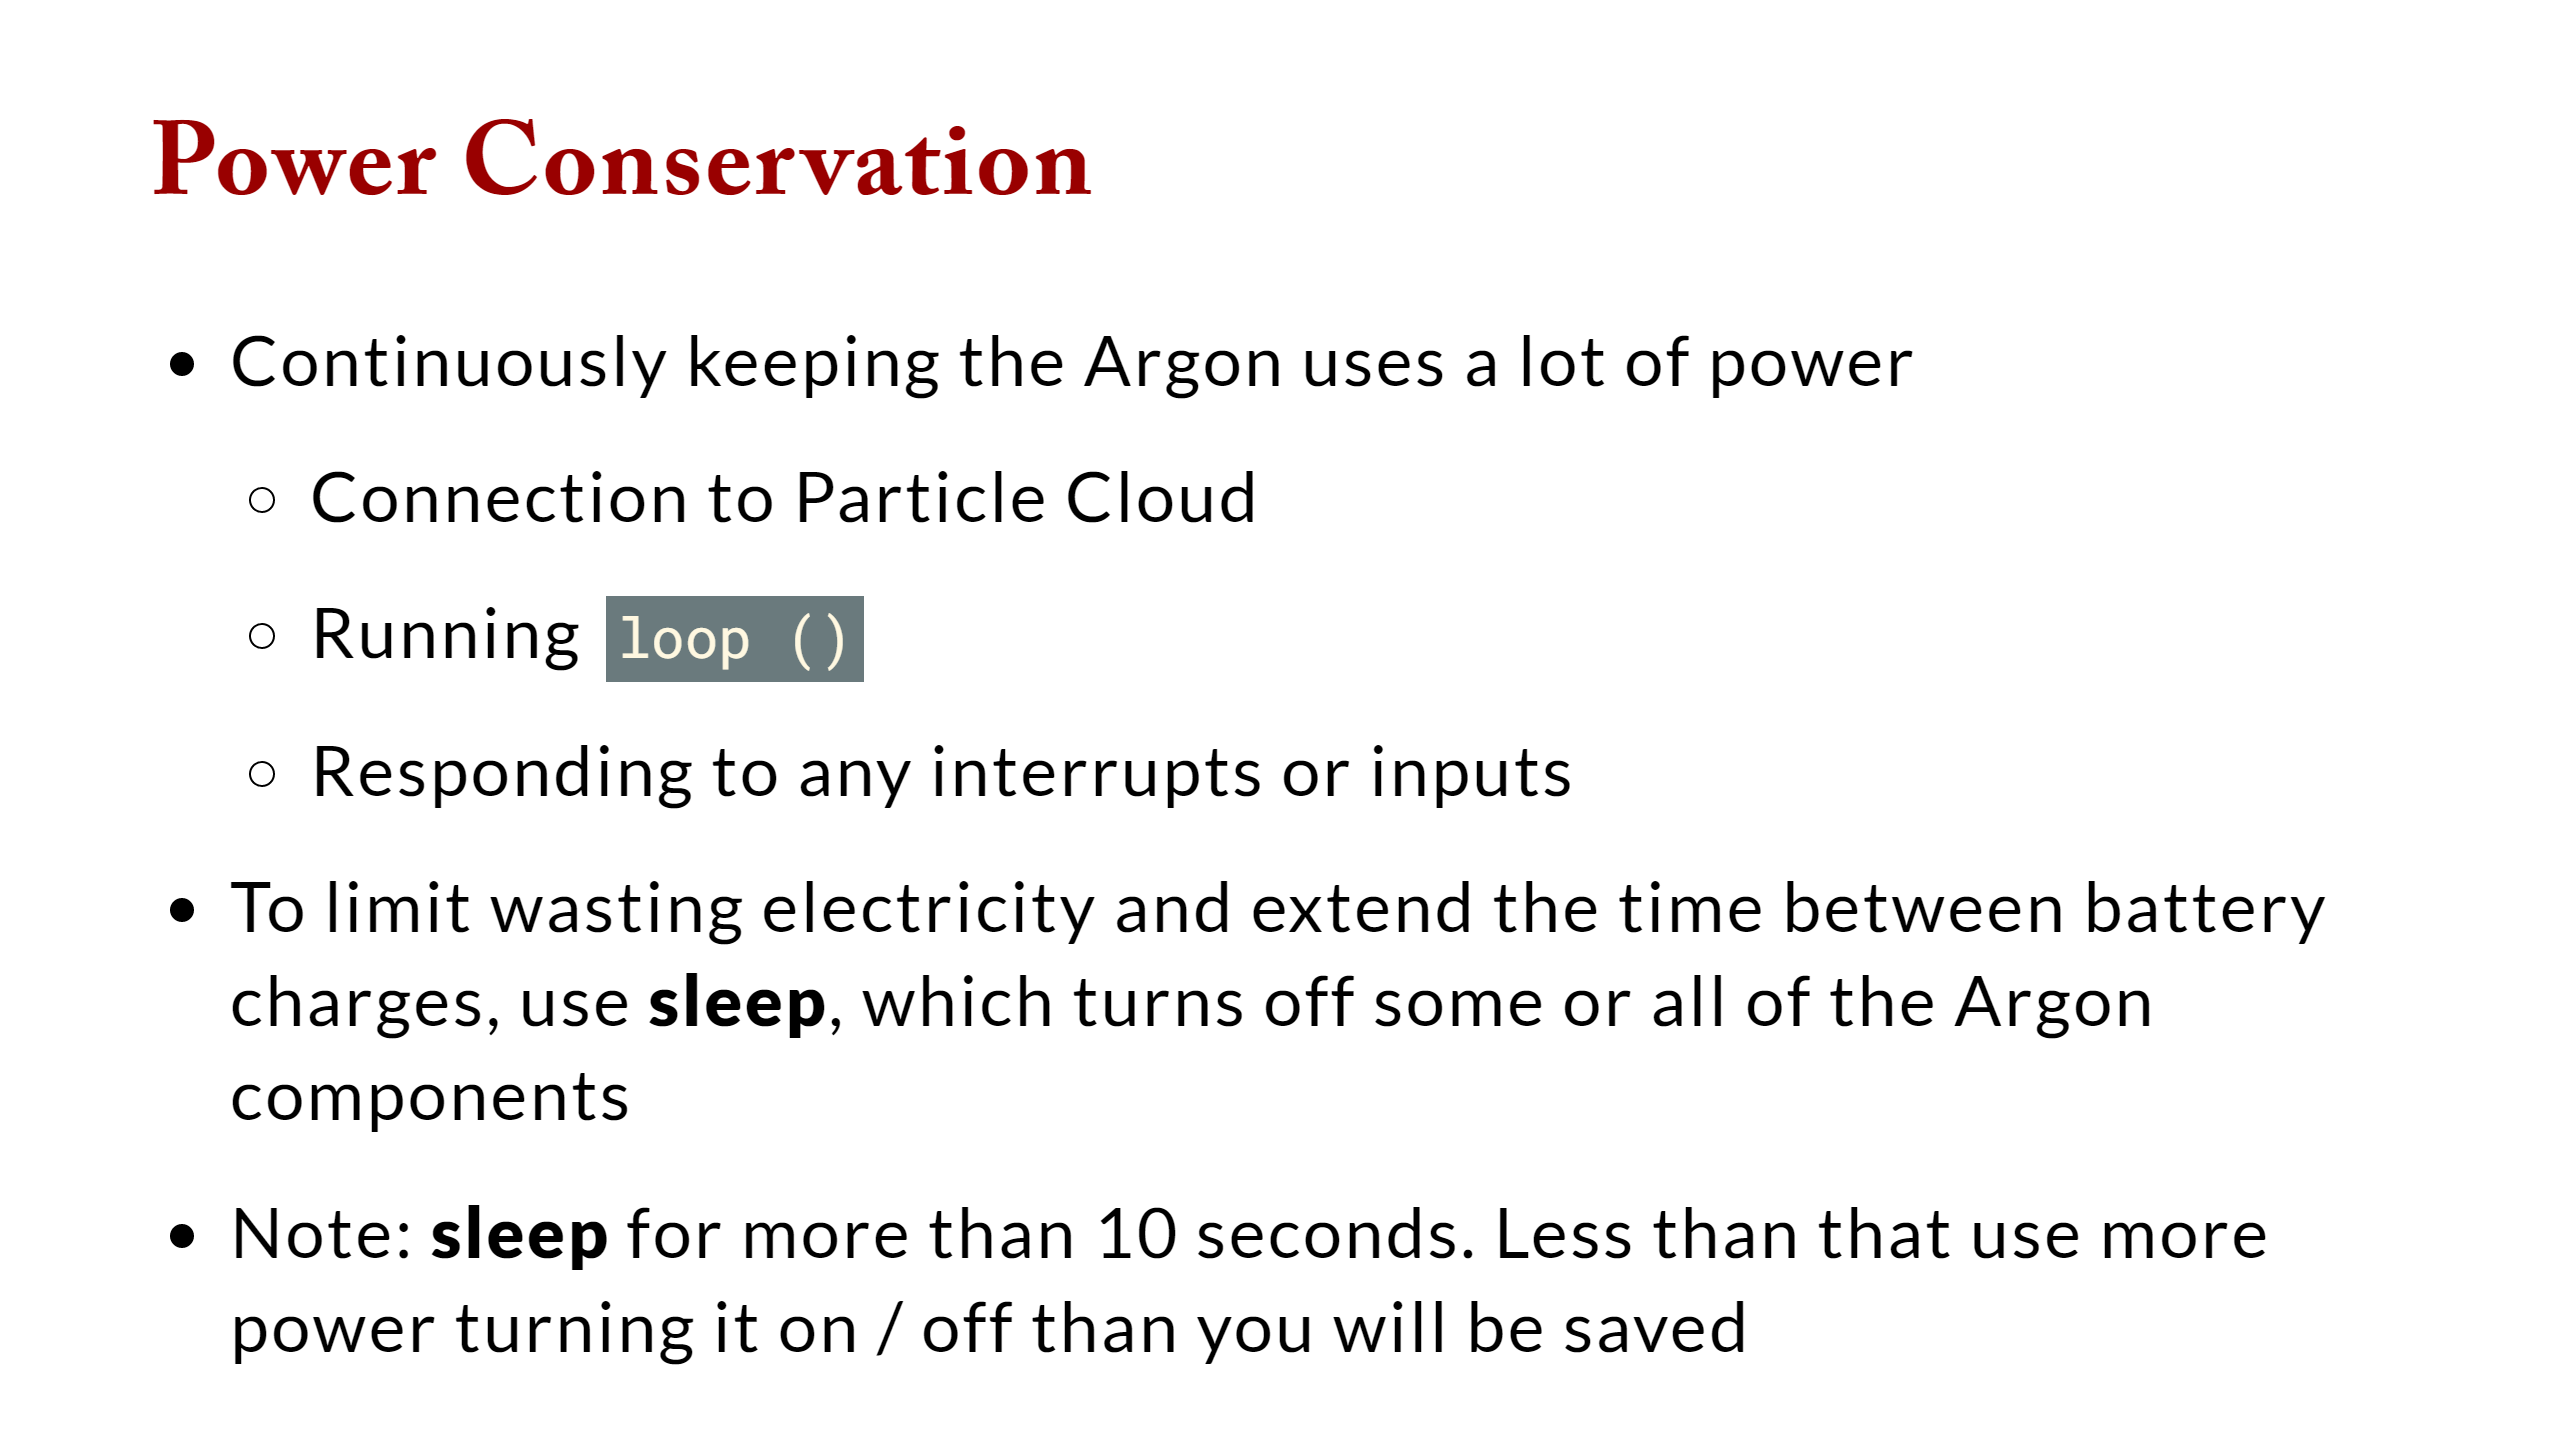 Power Conservation
Continuously keeping the Argon uses a lot of power
Connection to Particle Cloud
Running loop ()
Responding to any interrupts or inputs
To limit wasting electricity and extend the time between battery
charges, use sleep, which turns off some or all of the Argon
components
Note: sleep for more than 10 seconds. Less than that use more
power turning it on / off than you will be saved